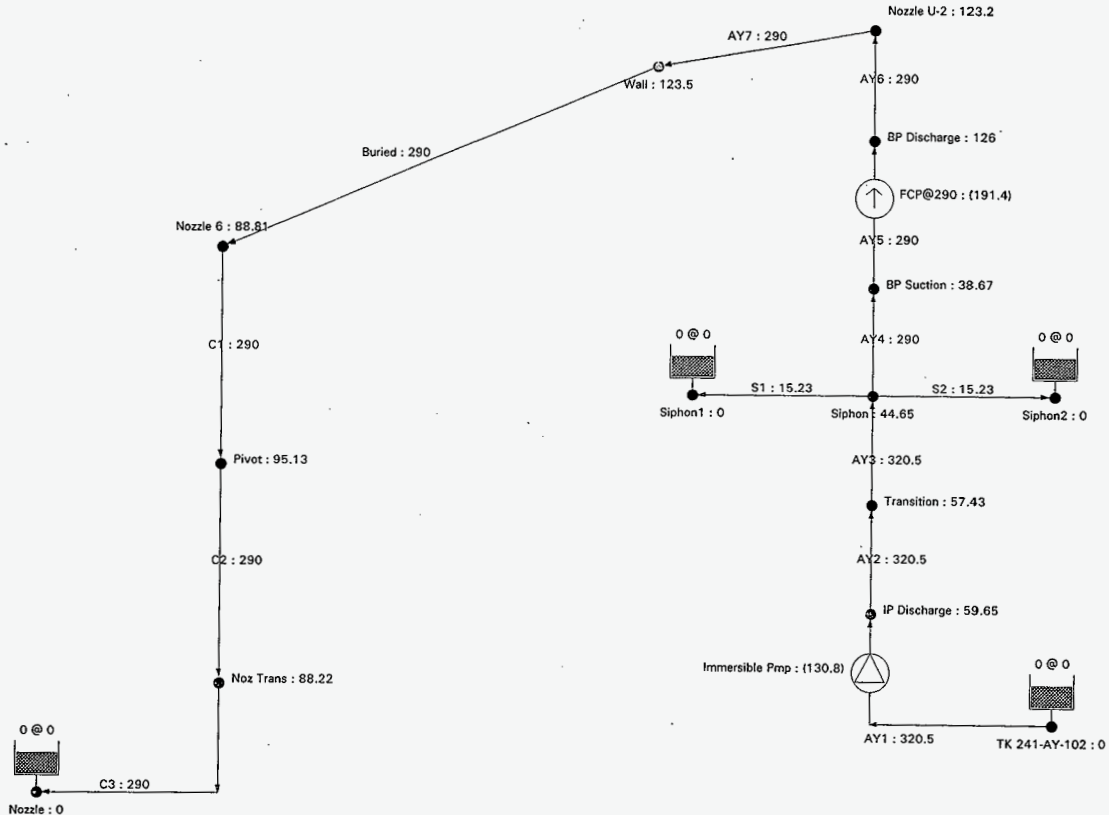 Nozzle U-2 : 123.2
AY7 : 290
Wall : 123.5
AY6 : 290
BP Discharge : 126
Buried : 290
FCP@290 : (191.4)
Nozzle 6 : 88.81
AY5 : 290
BP Suction : 38.67
C1 : 290
0 @ 0
AY4 : 290
0 @ 0
S1 : 15.23
S2 : 15.23
Siphon1 : 0
Siphon : 44.65
Siphon2 : 0
Pivot : 95.13
AY3 : 320.5
Transition : 57.43
C2 : 290
AY2 : 320.5
IP Discharge : 59.65
Immersible Pmp : (130.8)
0 @ 0
Noz Trans : 88.22
0 @ 0
AY1 : 320.5
TK 241-AY-102 : 0
C3 : 290
Nozzle : 0